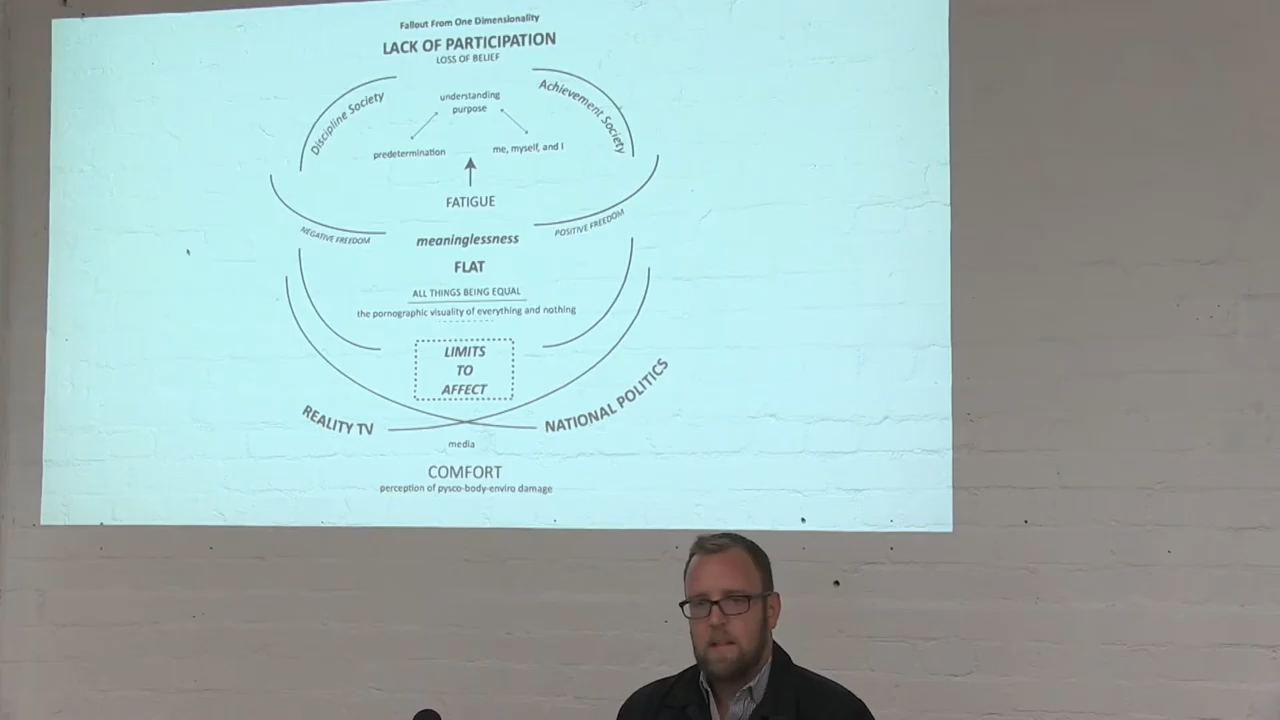 Fallout From One Dimensionality
LACK OF PARTICIPATION
LOSS OF BELIEF
Discipline Society
Achievement Society
understanding
purpose
predetermination
me, myself, and I
FATIGUE
NEGATIVE FREEDOM
POSITIVE FREEDOM
meaninglessness
FLAT
ALL THINGS BEING EQUAL
the pornographic visuality of everything and nothing
LIMITS
TO
AFFECT
REALITY TV
NATIONAL POLITICS
media
COMFORT
perception of pysco-body-enviro damage